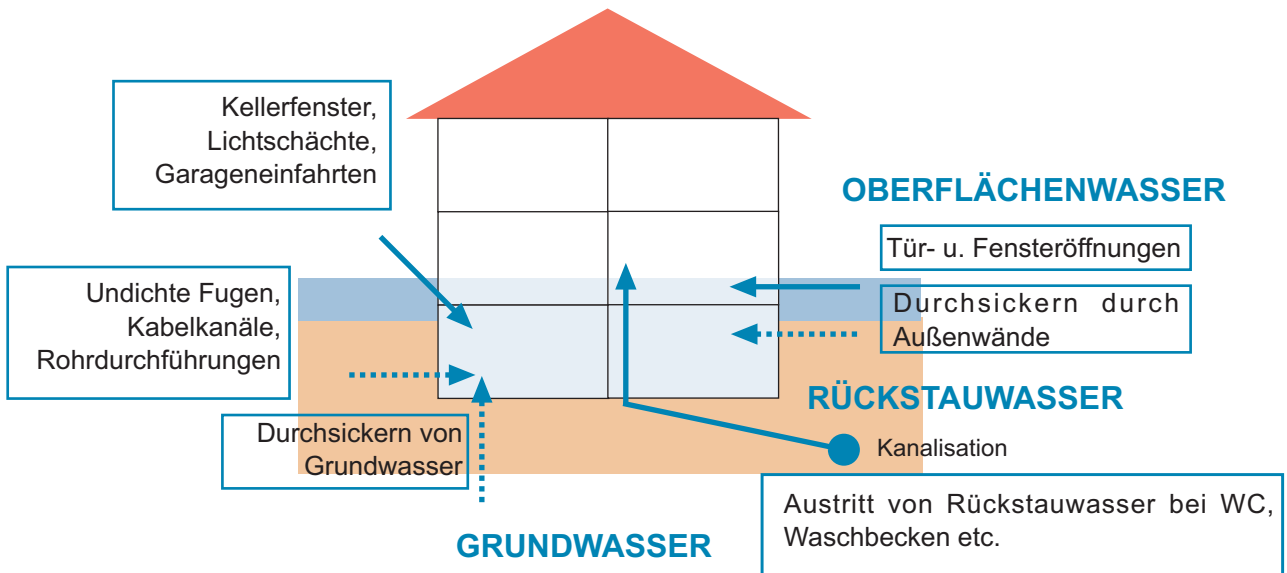 Kellerfenster,
Lichtschächte,
Garageneinfahrten
OBERFLÄCHENWASSER
Tür- u. Fensteröffnungen
Undichte Fugen,
Kabelkanäle,
Rohrdurchführungen
Durchsickern durch
Außenwände
RÜCKSTAUWASSER
Durchsickern von
Grundwasser
Kanalisation
Austritt von Rückstauwasser bei WC,
Waschbecken etc.
GRUNDWASSER